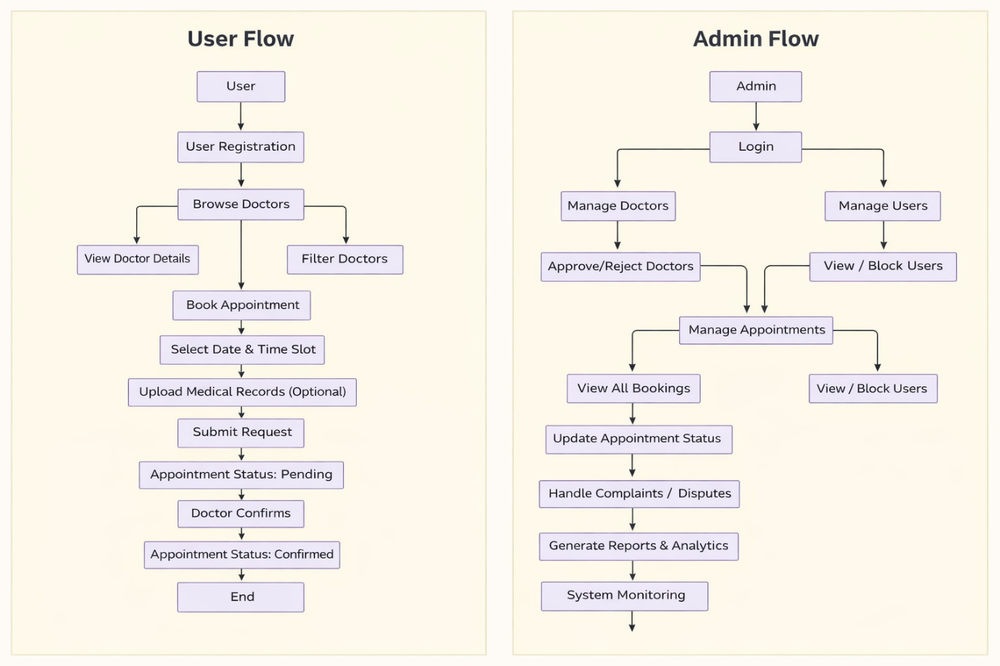 User Flow
User
User Registration
Browse Doctors
View Doctor Details
Filter Doctors
Book Appointment
Select Date & Time Slot
Upload Medical Records (Optional)
Submit Request
Appointment Status: Pending
Doctor Confirms
Appointment Status: Confirmed
End
Admin Flow
Admin
Login
Manage Doctors
Manage Users
Approve/Reject Doctors
View / Block Users
Manage Appointments
View All Bookings
View / Block Users
Update Appointment Status
Handle Complaints / Disputes
Generate Reports & Analytics
System Monitoring